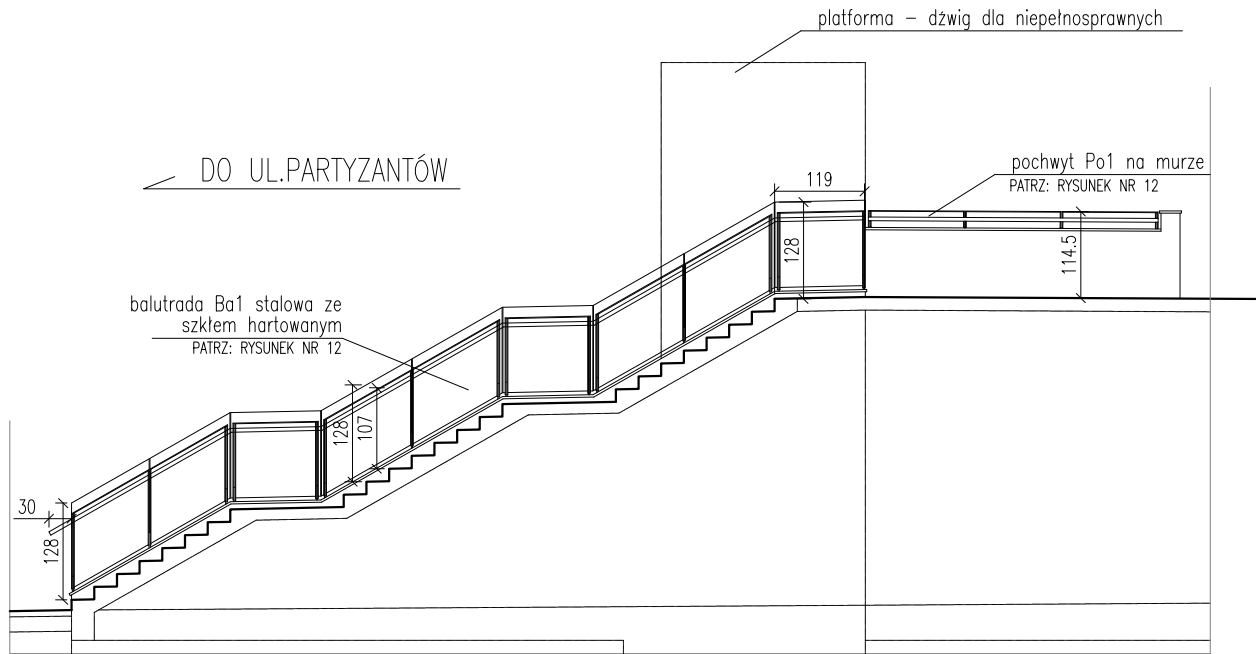 platforma – dźwig dla niepełnosprawnych
DO UL.PARTYZANTÓW
pochwyt Po1 na murze
PATRZ: RYSUNEK NR 12
119
128
114.5
balutrada Ba1 stalowa ze
szkłem hartowanym
PATRZ: RYSUNEK NR 12
128
107
30
128